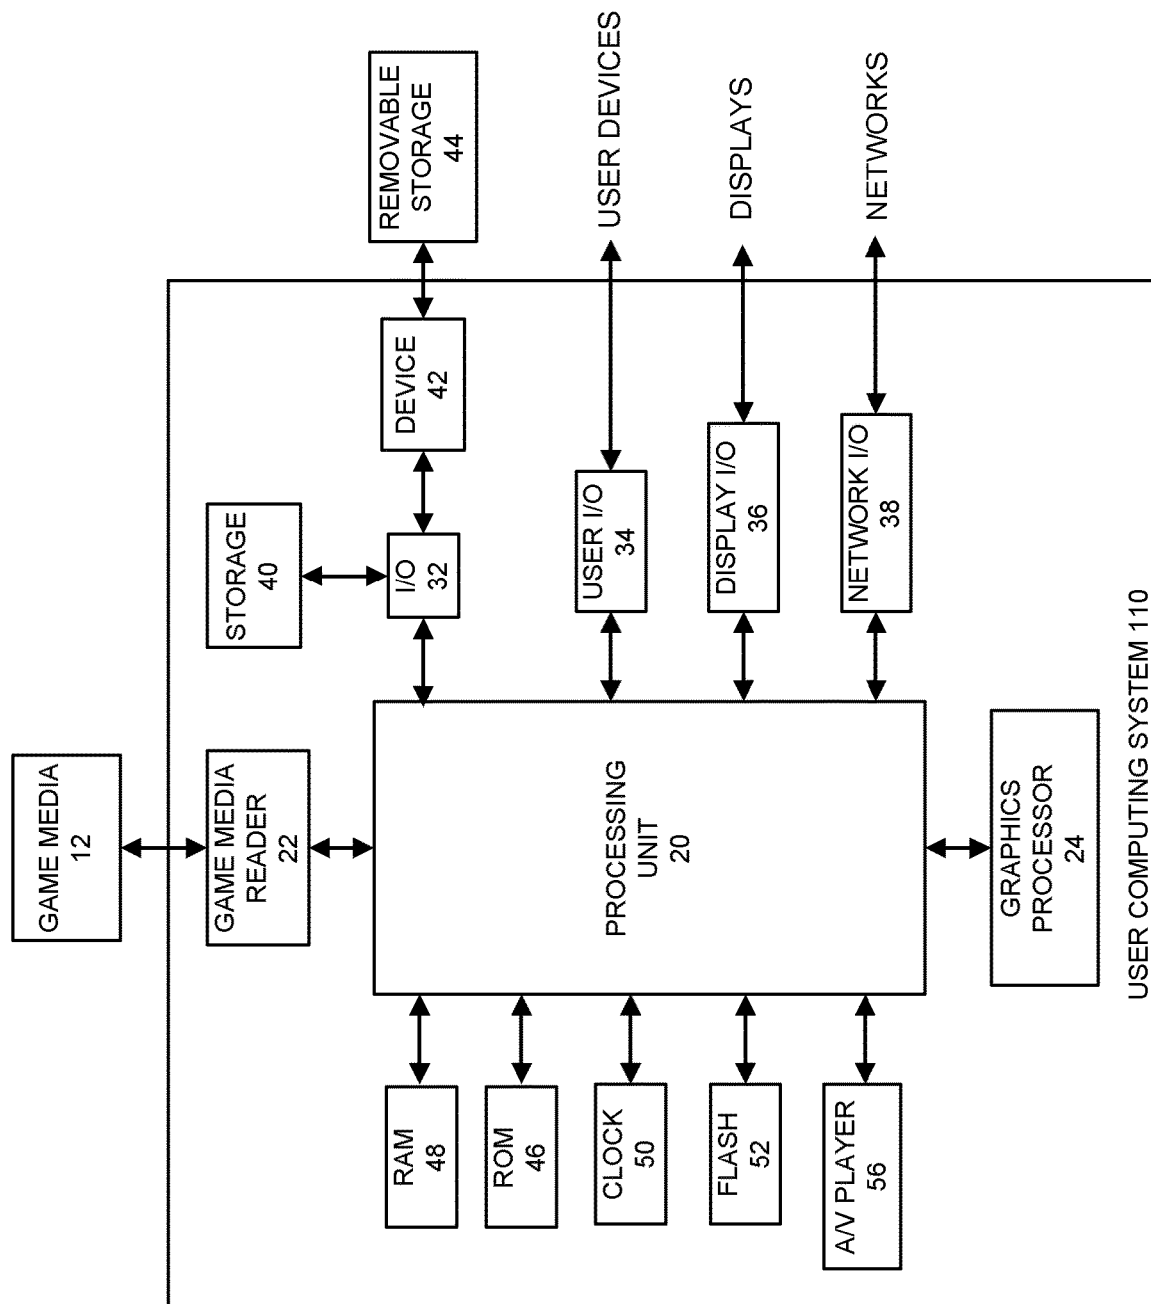 GAME MEDIA
12
GAME MEDIA
READER
22
STORAGE
40
REMOVABLE
STORAGE
44
DEVICE
42
I/O
32
RAM
48
ROM
46
CLOCK
50
FLASH
52
A/V PLAYER
56
PROCESSING
UNIT
20
USER I/O
34
USER DEVICES
DISPLAY I/O
36
DISPLAYS
NETWORK I/O
38
NETWORKS
GRAPHICS
PROCESSOR
24
USER COMPUTING SYSTEM 110